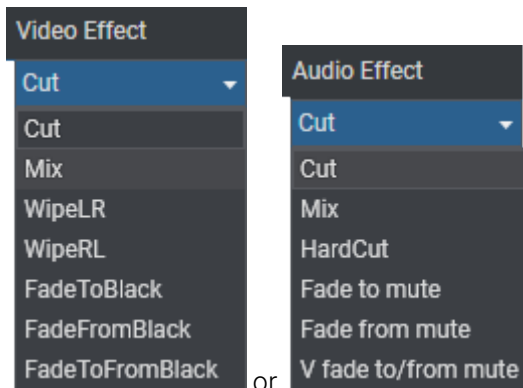 Video Effect
Cut
Cut
Mix
WipeLR
WipeRL
FadeToBlack
FadeFromBlack
FadeToFromBlack
or
Audio Effect
Cut
Cut
Mix
HardCut
Fade to mute
Fade from mute
V fade to/from mute